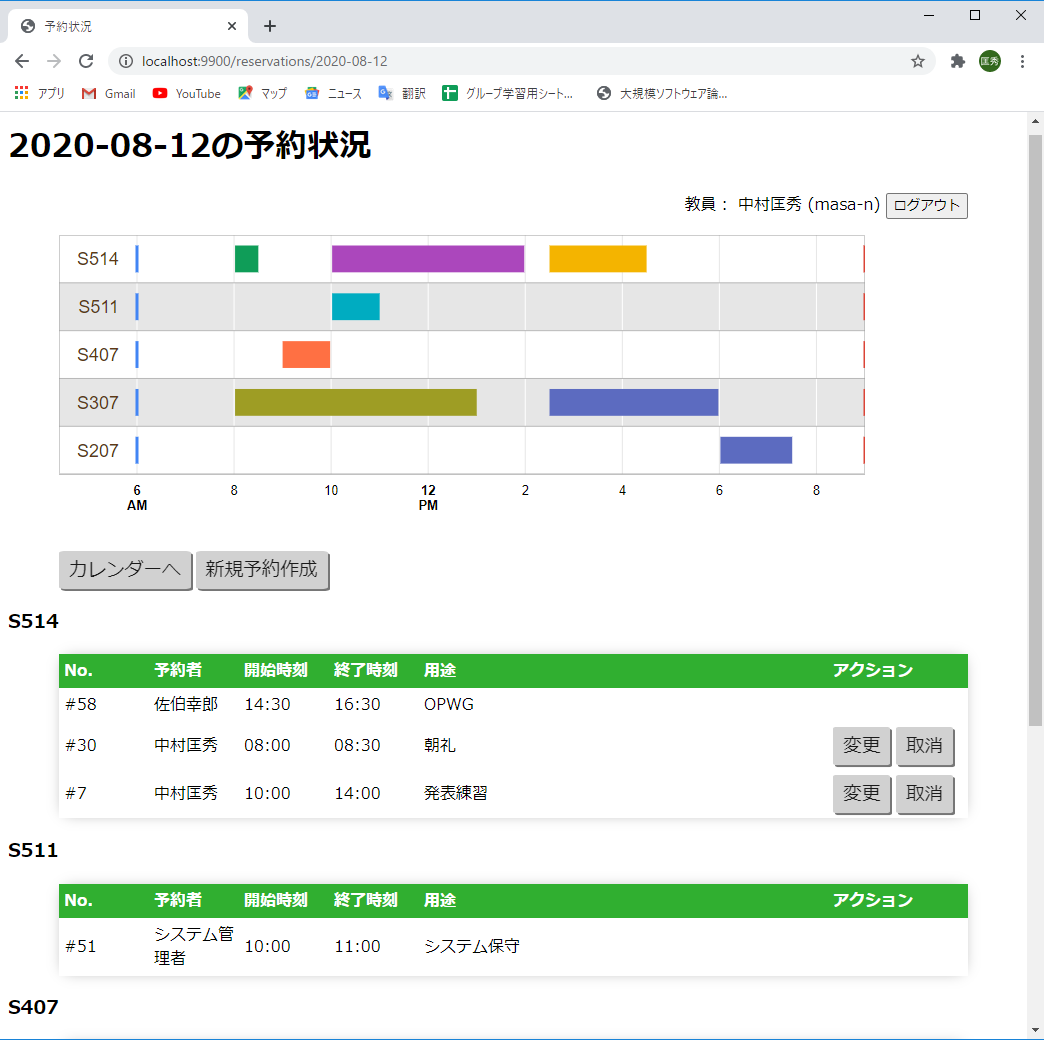 予約状況
localhost:9900/reservations/2020-08-12
匡秀
アプリ Gmail YouTube マップ ニュース 翻訳 グループ学習用シート... 大規模ソフトウェア論...
2020-08-12の予約状況
教員： 中村匡秀 (masa-n) ログアウト
S514
S511
S407
S307
S207
6 8 10 12 2 4 6 8
AM PM
カレンダーへ 新規予約作成
S514
No. 予約者 開始時刻 終了時刻 用途 アクション
#58 佐伯幸郎 14:30 16:30 OPWG
#30 中村匡秀 08:00 08:30 朝礼 変更 取消
#7 中村匡秀 10:00 14:00 発表練習 変更 取消
S511
No. 予約者 開始時刻 終了時刻 用途 アクション
#51 システム管理者 10:00 11:00 システム保守
S407